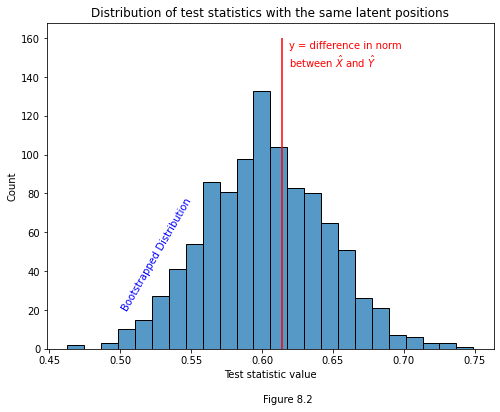 Distribution of test statistics with the same latent positions
y = difference in norm
between X̂ and Ŷ
Bootstrapped Distribution
Count
160
140
120
100
80
60
40
20
0
0.45
0.50
0.55
0.60
0.65
0.70
0.75
Test statistic value
Figure 8.2